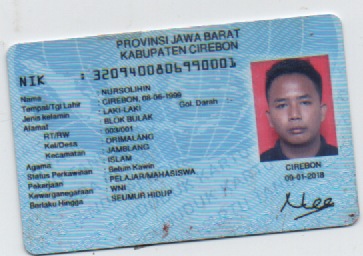 PROVINSI JAWA BARAT
KABUPATEN CIREBON
NIK : 3209400806990001
Nama : NURSOLIHIN
Tempat/Tgl Lahir : CIREBON, 08-06-1999
Jenis kelamin : LAKI-LAKI Gol. Darah
Alamat : BLOK BULAK
RT/RW : 003/001
Kel/Desa : ORIMALANG
Kecamatan : JAMBLANG
Agama : ISLAM
Status Perkawinan : Belum Kawin
Pekerjaan : PELAJAR/MAHASISWA
Kewarganegaraan : WNI
Berlaku Hingga : SEUMUR HIDUP
CIREBON
09-01-2018